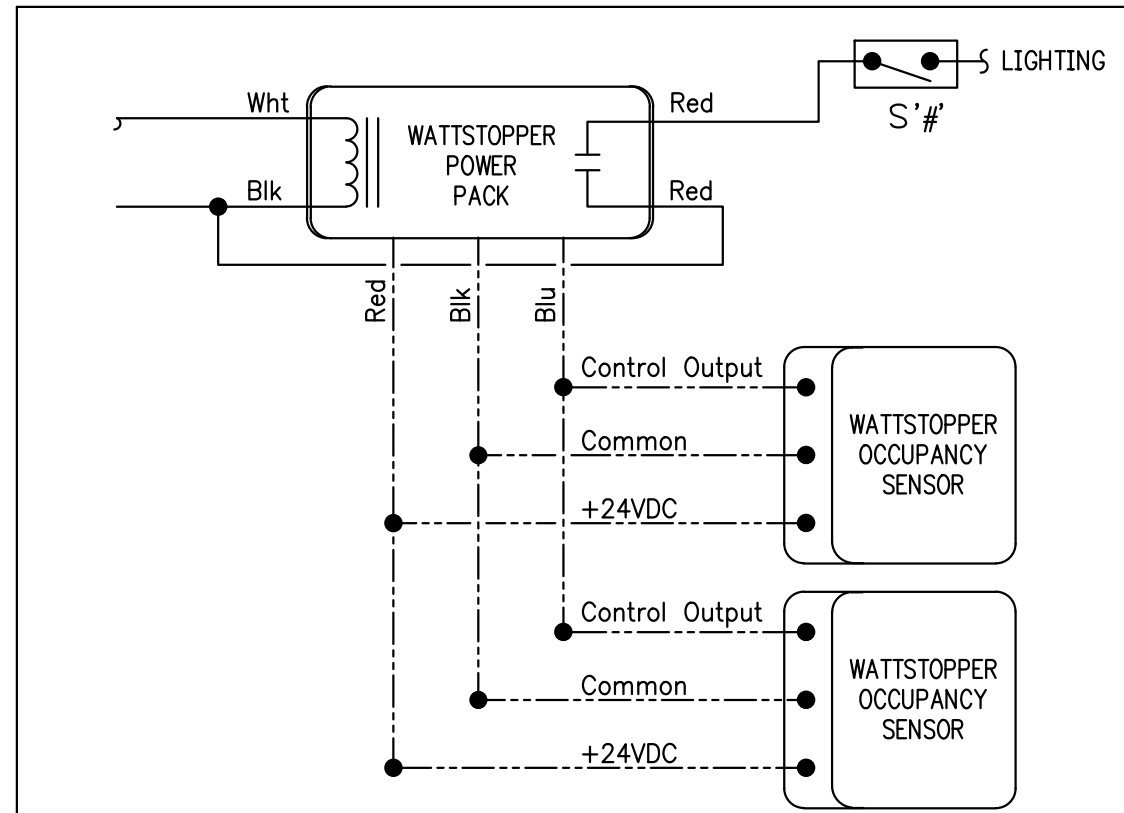 LIGHTING
S'#'
Wht
Red
WATTSTOPPER
POWER
PACK
Blk
Red
Red
Blk
Blu
Control Output
Common
+24VDC
WATTSTOPPER
OCCUPANCY
SENSOR
Control Output
Common
+24VDC
WATTSTOPPER
OCCUPANCY
SENSOR